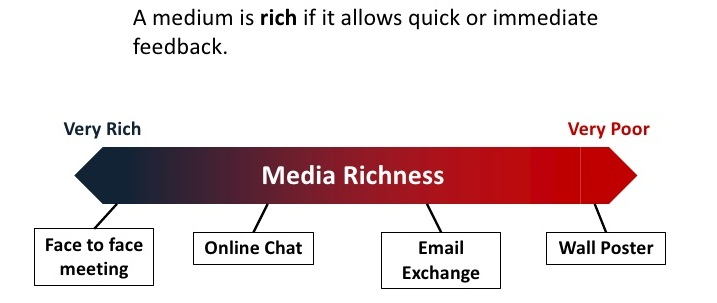 A medium is rich if it allows quick or immediate
feedback.
Very Rich
Very Poor
Media Richness
Face to face
meeting
Online Chat
Email
Exchange
Wall Poster